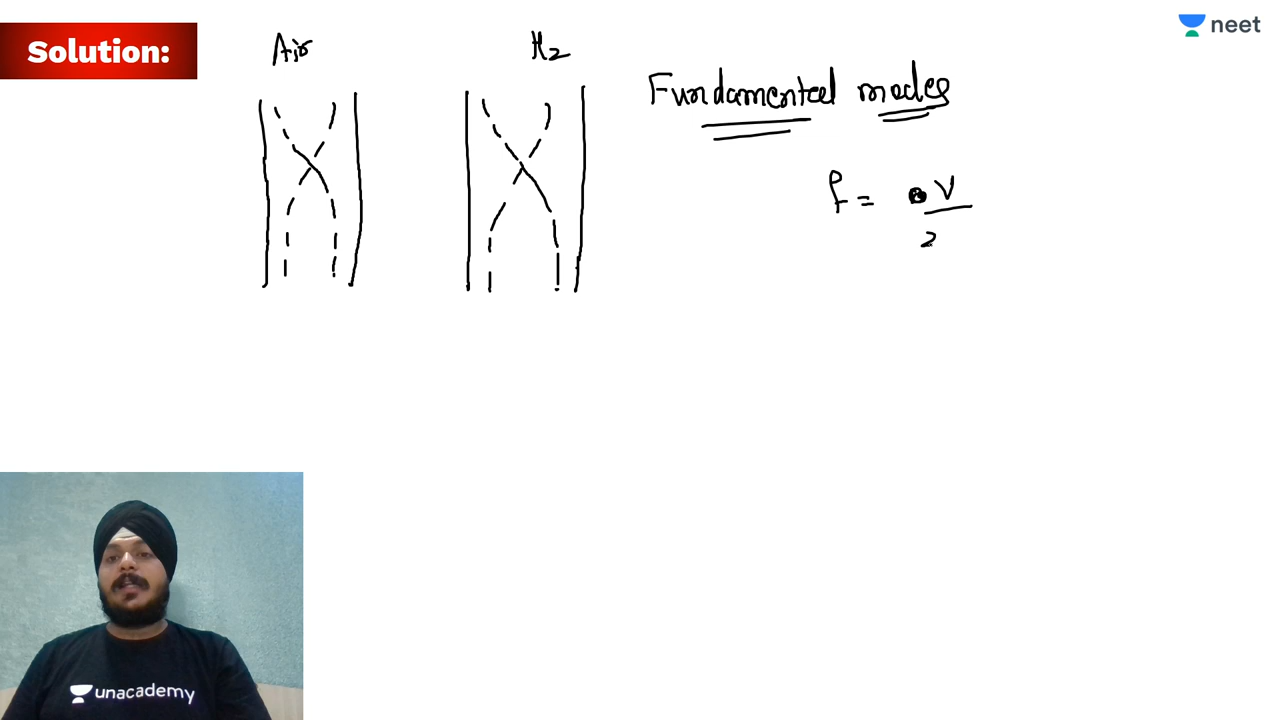 Solution:
Air
H2
neet
Fundamental modes
f = V
2
unacademy